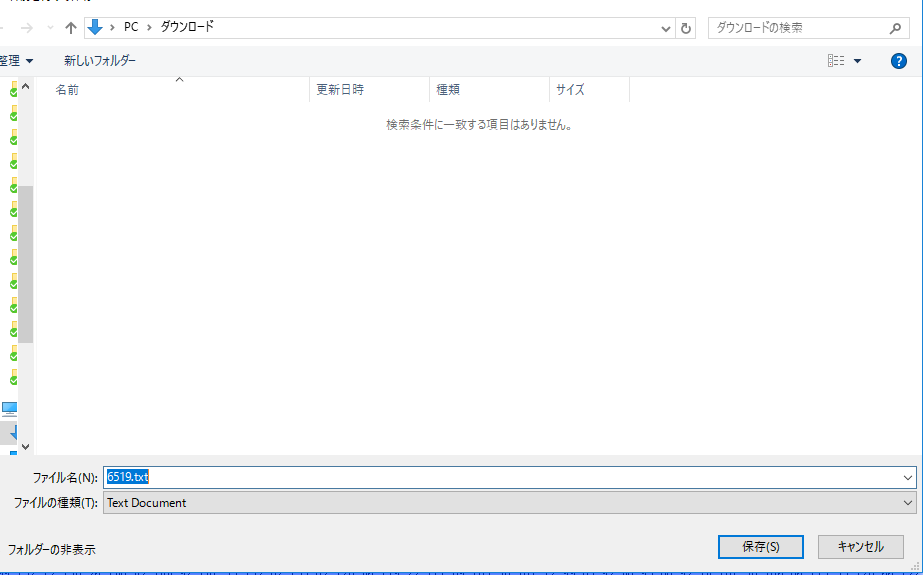 PC › ダウンロード
ダウンロードの検索
整理
新しいフォルダー
?
名前
更新日時
種類
サイズ
検索条件に一致する項目はありません。
ファイル名(N):
6519.txt
ファイルの種類(T):
Text Document
フォルダーの非表示
保存(S)
キャンセル